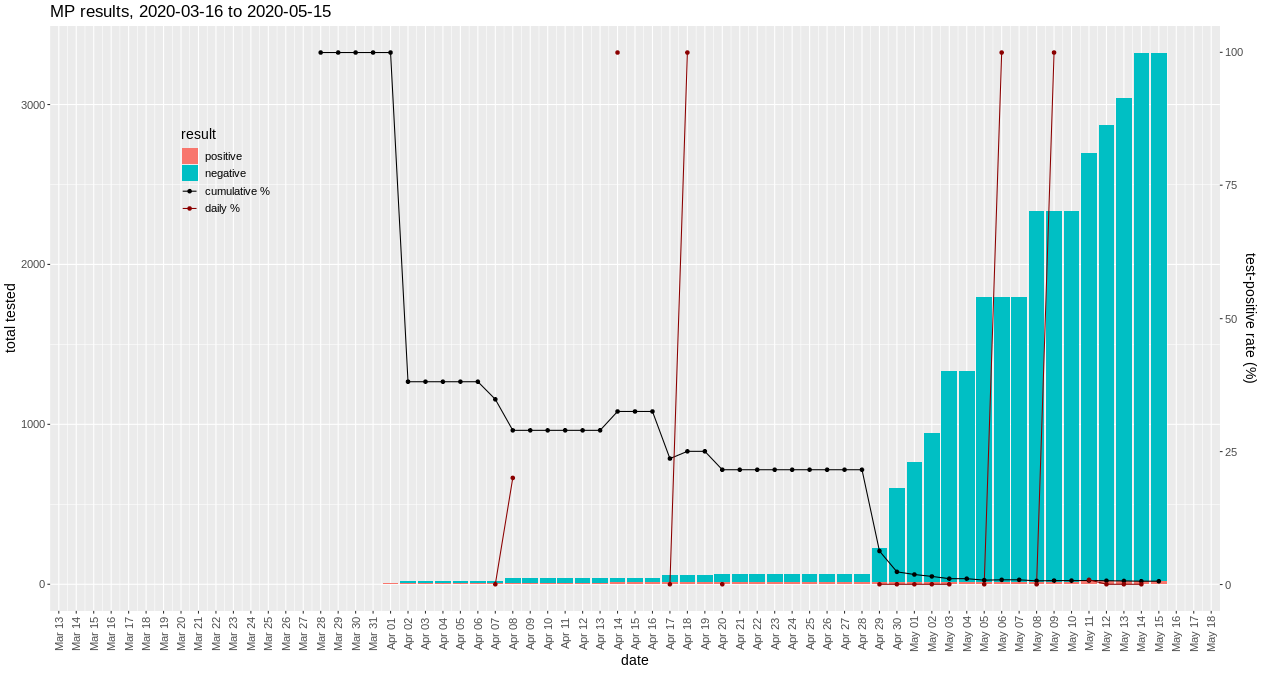 MP results, 2020-03-16 to 2020-05-15
total tested
3000
2000
1000
0
result
positive
negative
cumulative %
daily %
100
75
50
25
0
test-positive rate (%)
Mar 13
Mar 14
Mar 15
Mar 16
Mar 17
Mar 18
Mar 19
Mar 20
Mar 21
Mar 22
Mar 23
Mar 24
Mar 25
Mar 26
Mar 27
Mar 28
Mar 29
Mar 30
Mar 31
Apr 01
Apr 02
Apr 03
Apr 04
Apr 05
Apr 06
Apr 07
Apr 08
Apr 09
Apr 10
Apr 11
Apr 12
Apr 13
Apr 14
Apr 15
Apr 16
Apr 17
Apr 18
Apr 19
Apr 20
Apr 21
Apr 22
Apr 23
Apr 24
Apr 25
Apr 26
Apr 27
Apr 28
Apr 29
Apr 30
May 01
May 02
May 03
May 04
May 05
May 06
May 07
May 08
May 09
May 10
May 11
May 12
May 13
May 14
May 15
May 16
May 17
May 18
date